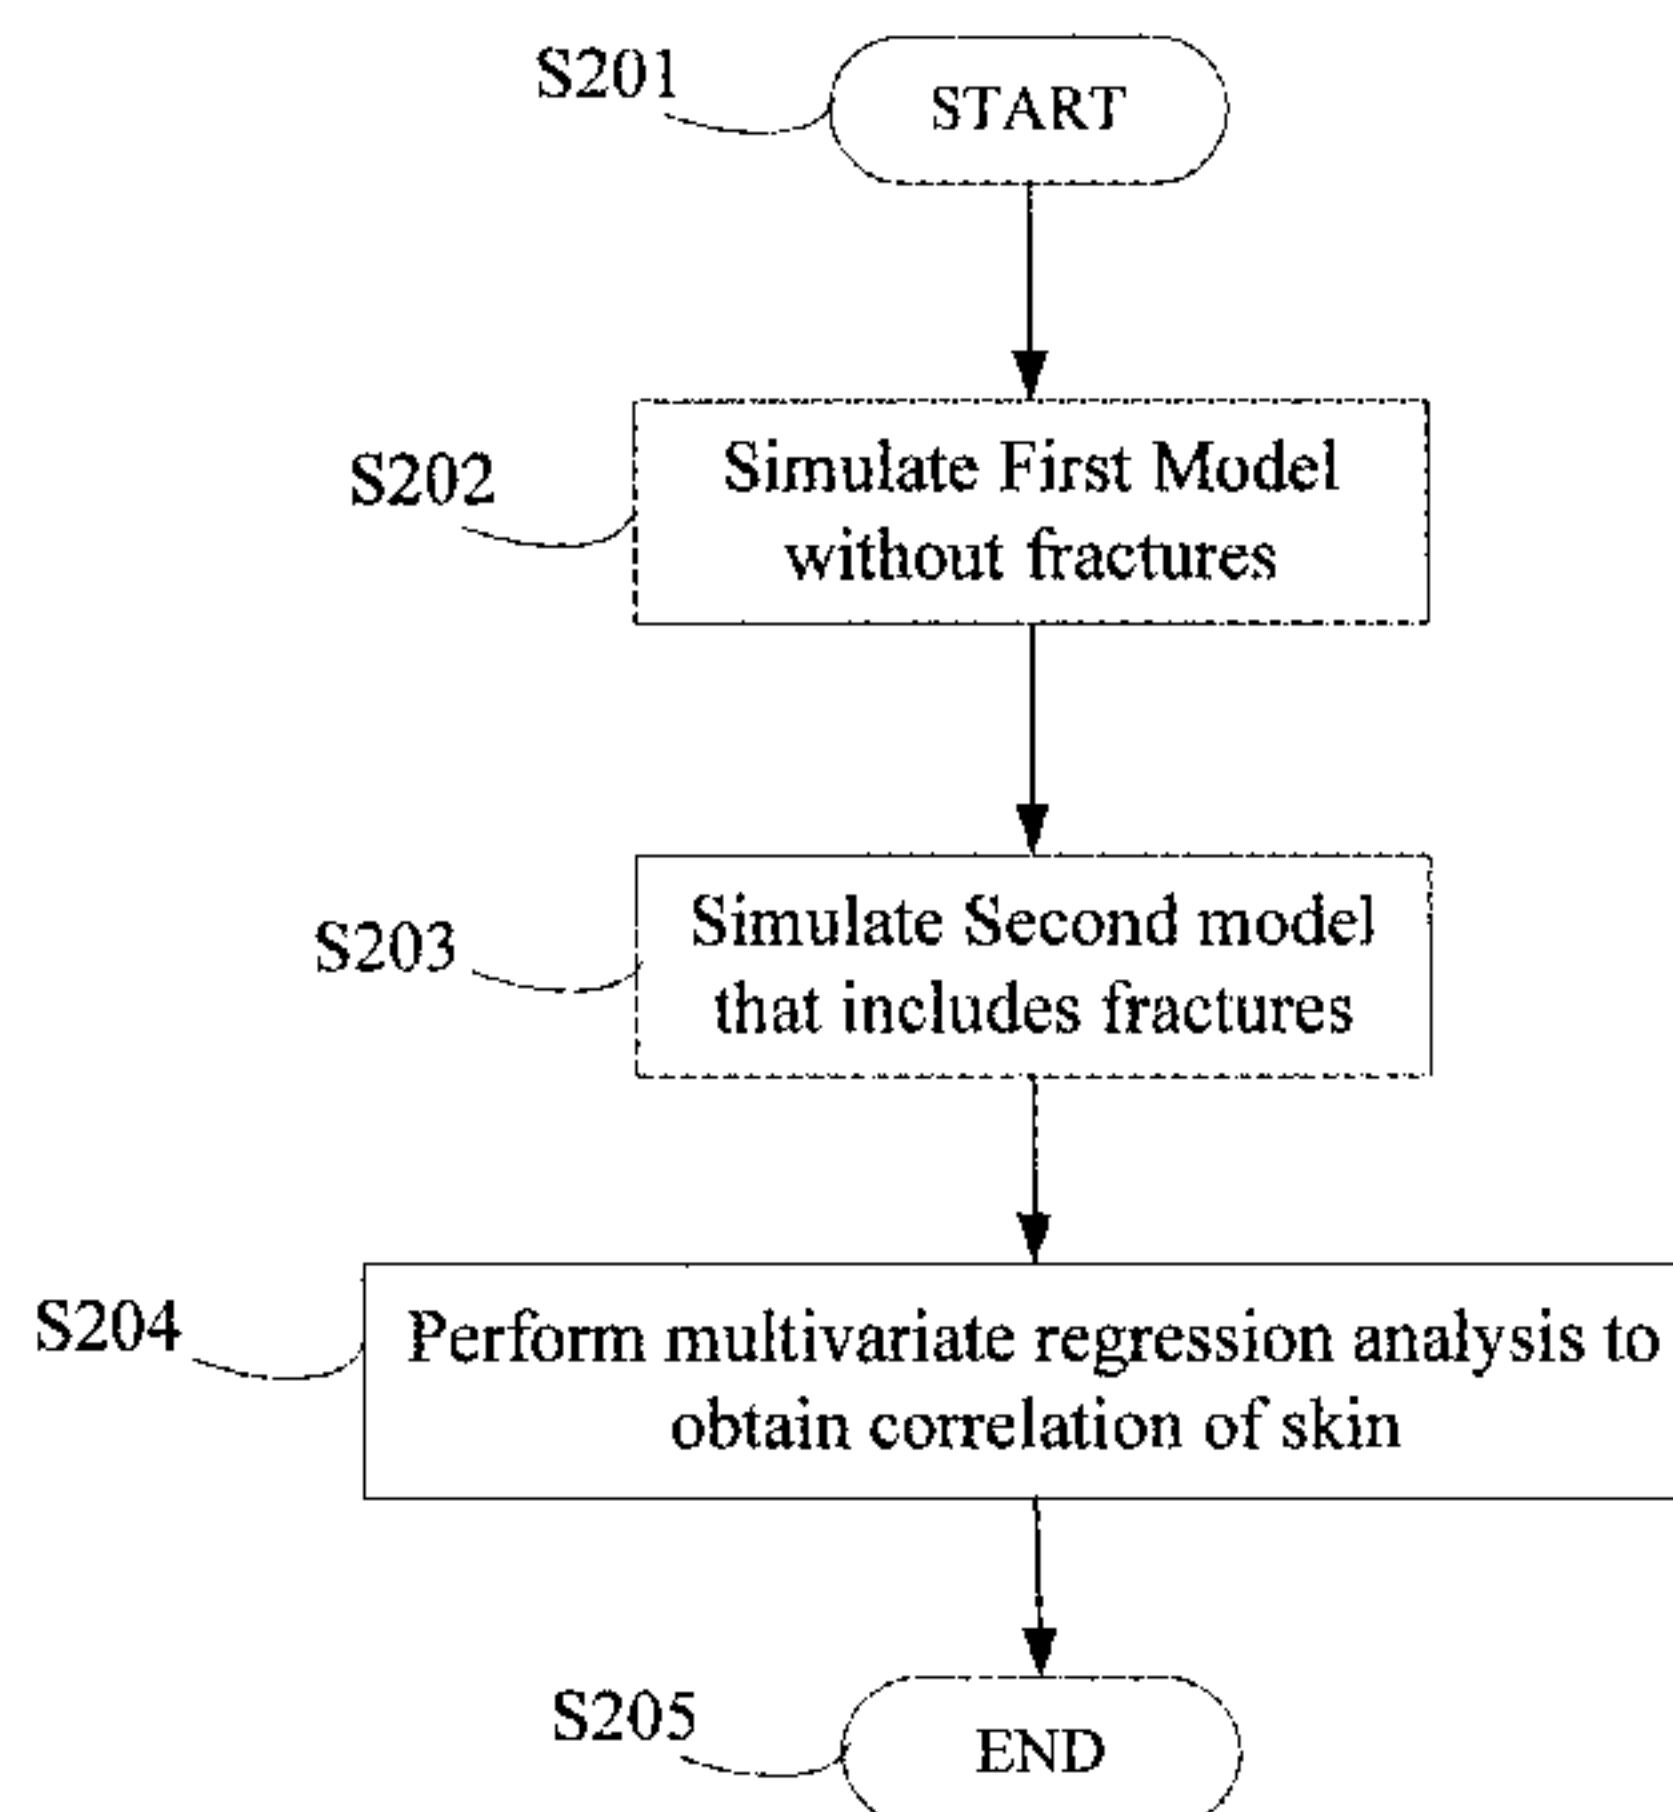 S201
START
S202
Simulate First Model
without fractures
S203
Simulate Second model
that includes fractures
S204
Perform multivariate regression analysis to
obtain correlation of skin
S205
END